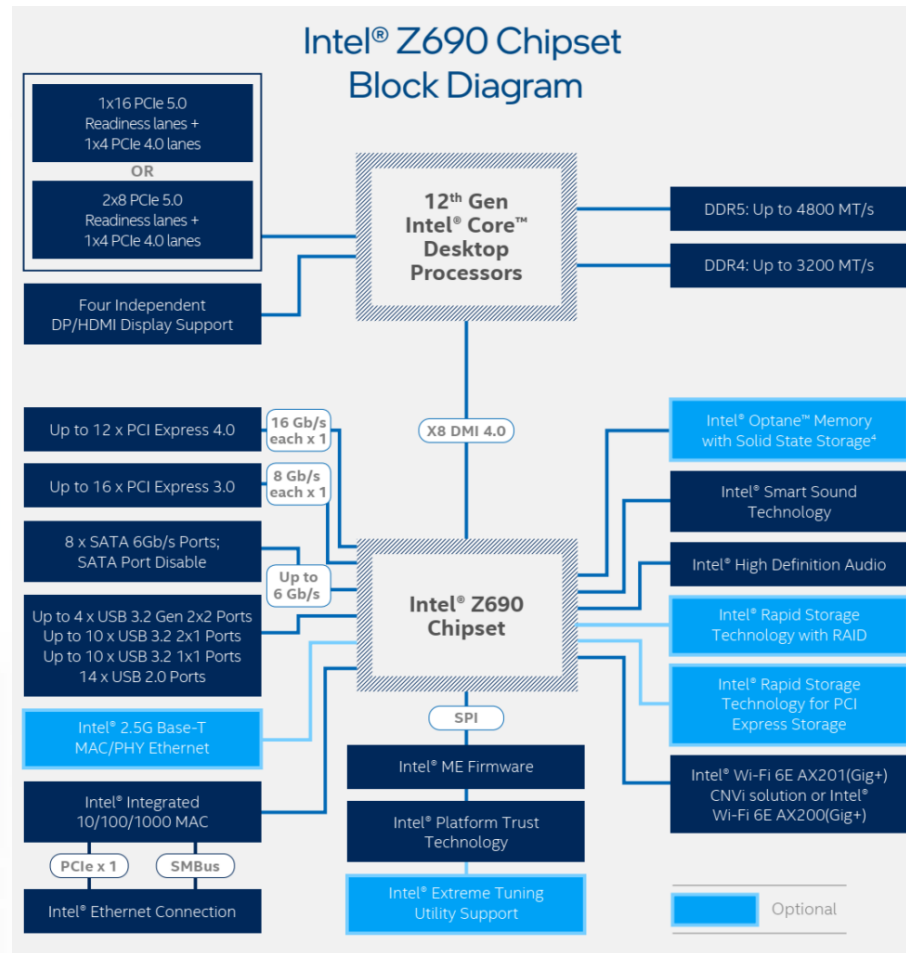 Intel® Z690 Chipset
Block Diagram
1x16 PCIe 5.0
Readiness lanes +
1x4 PCIe 4.0 lanes
OR
2x8 PCIe 5.0
Readiness lanes +
1x4 PCIe 4.0 lanes
Four Independent
DP/HDMI Display Support
12th Gen
Intel® Core™
Desktop
Processors
DDR5: Up to 4800 MT/s
DDR4: Up to 3200 MT/s
X8 DMI 4.0
Up to 12 x PCI Express 4.0
16 Gb/s
each x 1
Up to 16 x PCI Express 3.0
8 Gb/s
each x 1
8 x SATA 6Gb/s Ports;
SATA Port Disable
Up to
6 Gb/s
Up to 4 x USB 3.2 Gen 2x2 Ports
Up to 10 x USB 3.2 2x1 Ports
Up to 10 x USB 3.2 1x1 Ports
14 x USB 2.0 Ports
Intel® 2.5G Base-T
MAC/PHY Ethernet
Intel® Integrated
10/100/1000 MAC
PCIe x 1
SMBus
Intel® Ethernet Connection
Intel® Z690
Chipset
SPI
Intel® ME Firmware
Intel® Platform Trust
Technology
Intel® Extreme Tuning
Utility Support
Intel® Optane™ Memory
with Solid State Storage⁴
Intel® Smart Sound
Technology
Intel® High Definition Audio
Intel® Rapid Storage
Technology with RAID
Intel® Rapid Storage
Technology for PCI
Express Storage
Intel® Wi-Fi 6E AX201(Gig+)
CNVi solution or Intel®
Wi-Fi 6E AX200(Gig+)
Optional